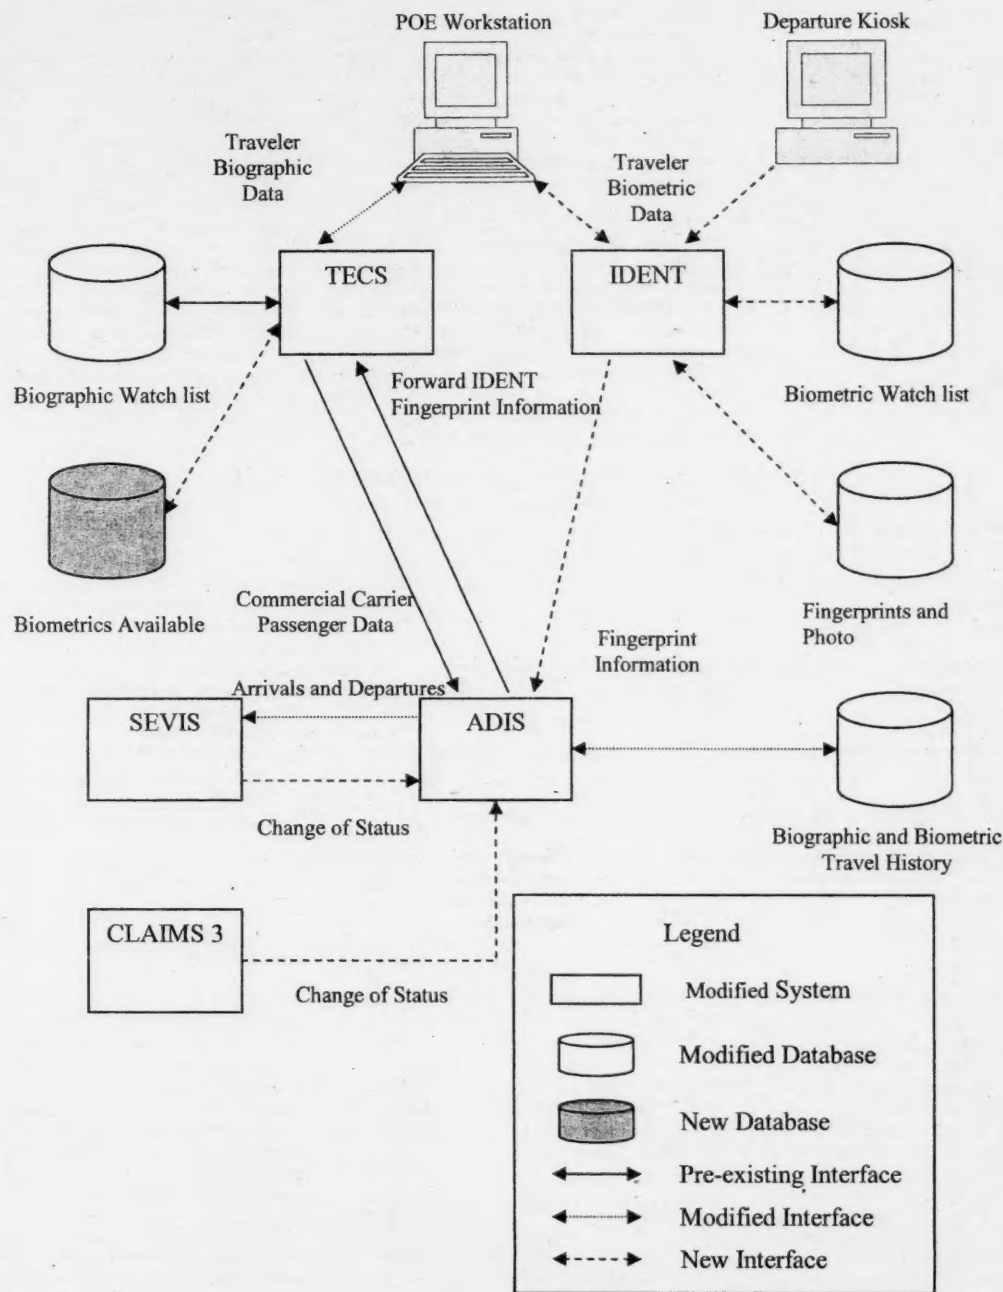 POE Workstation
Departure Kiosk
Traveler
Biographic
Data
Traveler
Biometric
Data
TECS
IDENT
Biographic Watch list
Forward IDENT
Fingerprint Information
Biometric Watch list
Biometrics Available
Commercial Carrier
Passenger Data
Fingerprints and
Photo
Fingerprint
Information
Arrivals and Departures
SEVIS
ADIS
Change of Status
Biographic and Biometric
Travel History
CLAIMS 3
Change of Status
Legend
Modified System
Modified Database
New Database
Pre-existing Interface
Modified Interface
New Interface